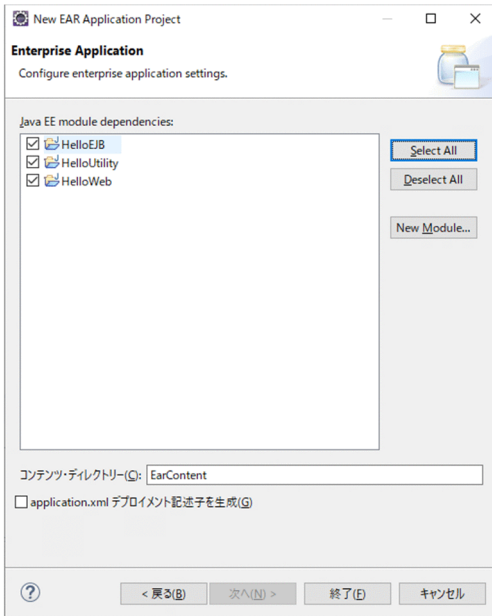 New EAR Application Project
Enterprise Application
Configure enterprise application settings.
Java EE module dependencies:
HelloEJB
HelloUtility
HelloWeb
Select All
Deselect All
New Module...
コンテンツ・ディレクトリー(C): EarContent
application.xml デプロイメント記述子を生成(G)
? < 戻る(B) 次へ(N) > 終了(F) キャンセル